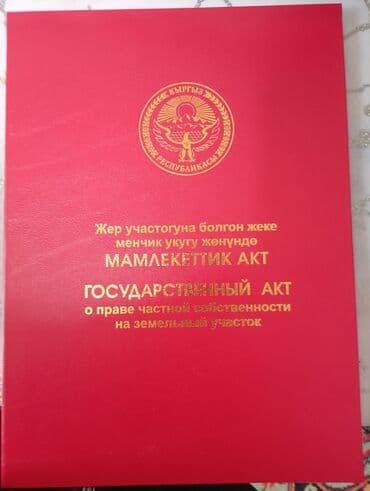 КЫРГЫЗ
РЕСПУБЛИКАСЫ
Жер участогуна болгон жеке
менчик укугу жөнүндө
МАМЛЕКЕТТИК АКТ
ГОСУДАРСТВЕННЫЙ АКТ
о праве частной собственности
на земельный участок